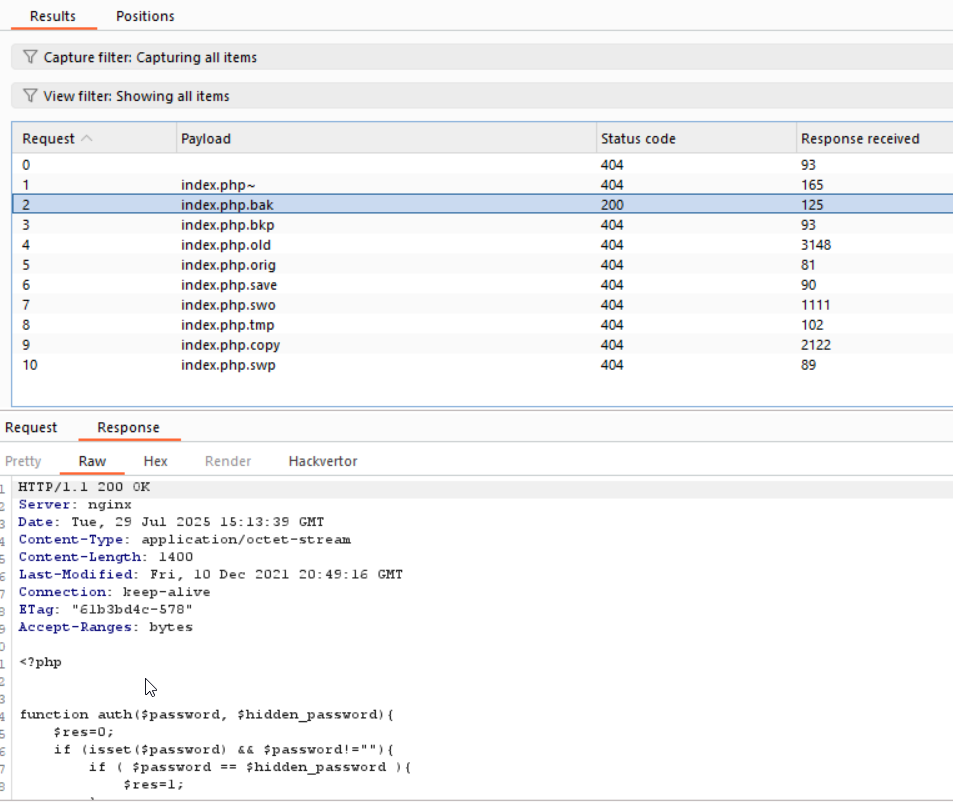 Results Positions
Capture filter: Capturing all items
View filter: Showing all items
Request Payload Status code Response received
0 404 93
1 index.php~ 404 165
2 index.php.bak 200 125
3 index.php.bkp 404 93
4 index.php.old 404 3148
5 index.php.orig 404 81
6 index.php.save 404 90
7 index.php.swo 404 1111
8 index.php.tmp 404 102
9 index.php.copy 404 2122
10 index.php.swp 404 89
Request Response
Pretty Raw Hex Render Hackvertor
1 HTTP/1.1 200 OK
2 Server: nginx
3 Date: Tue, 29 Jul 2025 15:13:39 GMT
4 Content-Type: application/octet-stream
5 Content-Length: 1400
6 Last-Modified: Fri, 10 Dec 2021 20:49:16 GMT
7 Connection: keep-alive
8 ETag: "61b3bd4c-578"
9 Accept-Ranges: bytes
0
1 <?php
2
3
4 function auth($password, $hidden_password){
5 $res=0;
6 if (isset($password) && $password!=""){
7 if ( $password == $hidden_password ){
8 $res=1;